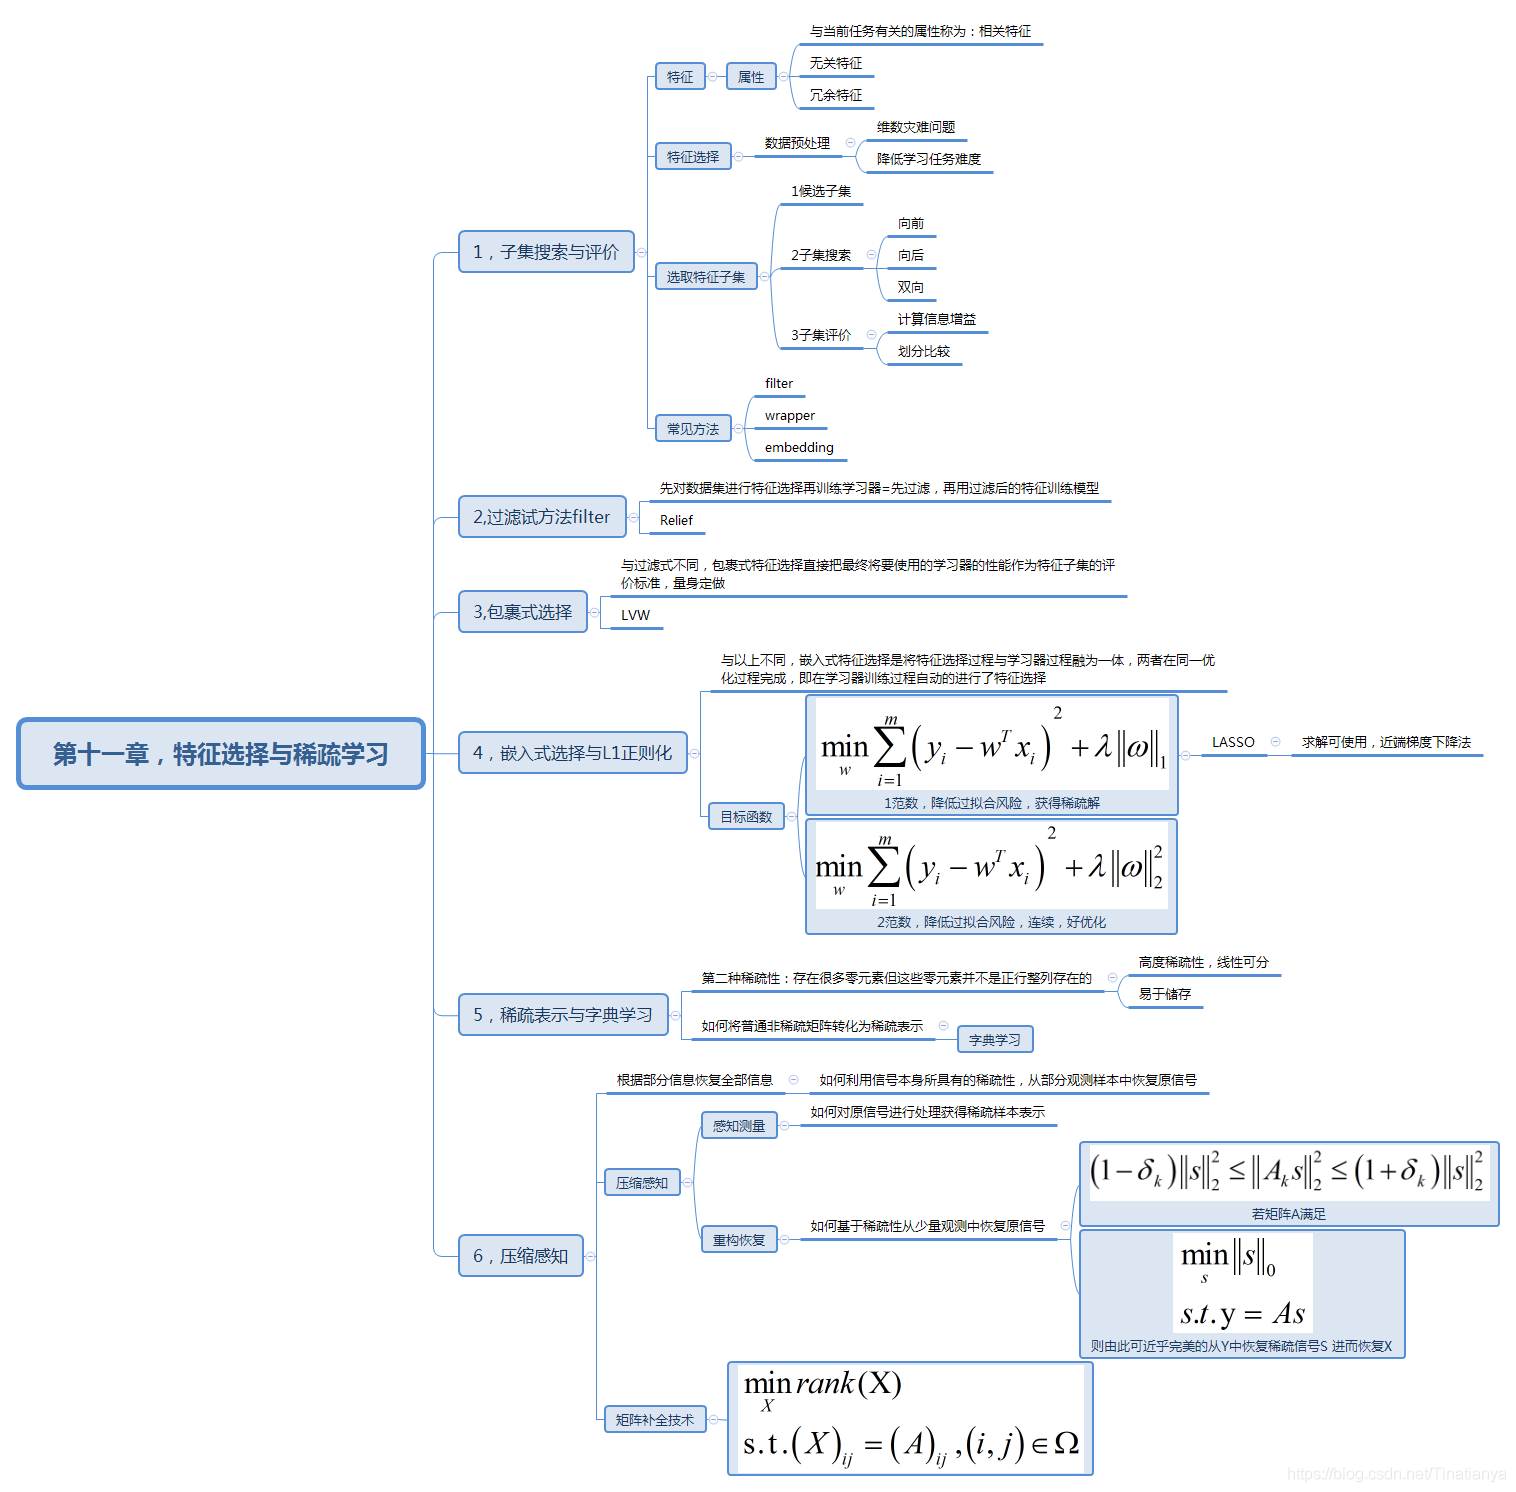 第十一章，特征选择与稀疏学习
1，子集搜索与评价
特征
属性
与当前任务有关的属性称为：相关特征
无关特征
冗余特征
特征选择
数据预处理
维数灾难问题
降低学习任务难度
选取特征子集
1候选子集
2子集搜索
向前
向后
双向
3子集评价
计算信息增益
划分比较
常见方法
filter
wrapper
embedding
2,过滤试方法filter
先对数据集进行特征选择再训练学习器=先过滤，再用过滤后的特征训练模型
Relief
3,包裹式选择
与过滤式不同，包裹式特征选择直接把最终将要使用的学习器的性能作为特征子集的评
价标准，量身定做
LVW
4，嵌入式选择与L1正则化
与以上不同，嵌入式特征选择是将特征选择过程与学习器过程融为一体，两者在同一优
化过程完成，即在学习器训练过程自动的进行了特征选择
目标函数
$\min_{w} \sum_{i=1}^{m} (y_i - w^T x_i)^2 + \lambda \|\omega\|_1$
1范数，降低过拟合风险，获得稀疏解
LASSO
求解可使用，近端梯度下降法
$\min_{w} \sum_{i=1}^{m} (y_i - w^T x_i)^2 + \lambda \|\omega\|_2^2$
2范数，降低过拟合风险，连续，好优化
5，稀疏表示与字典学习
第二种稀疏性：存在很多零元素但这些零元素并不是正行整列存在的
高度稀疏性，线性可分
易于储存
如何将普通非稀疏矩阵转化为稀疏表示
字典学习
6，压缩感知
根据部分信息恢复全部信息
如何利用信号本身所具有的稀疏性，从部分观测样本中恢复原信号
压缩感知
感知测量
如何对原信号进行处理获得稀疏样本表示
重构恢复
如何基于稀疏性从少量观测中恢复原信号
$(1-\delta_k)\|s\|_2^2 \le \|A_k s\|_2^2 \le (1+\delta_k)\|s\|_2^2$
若矩阵A满足
$\min_{s} \|s\|_0$
$s.t. y = As$
则由此可近乎完美的从Y中恢复稀疏信号S 进而恢复X
矩阵补全技术
$\min_{X} rank(X)$
$s.t. (X)_{ij} = (A)_{ij}, (i, j) \in \Omega$
https://blog.csdn.net/Tinatianya